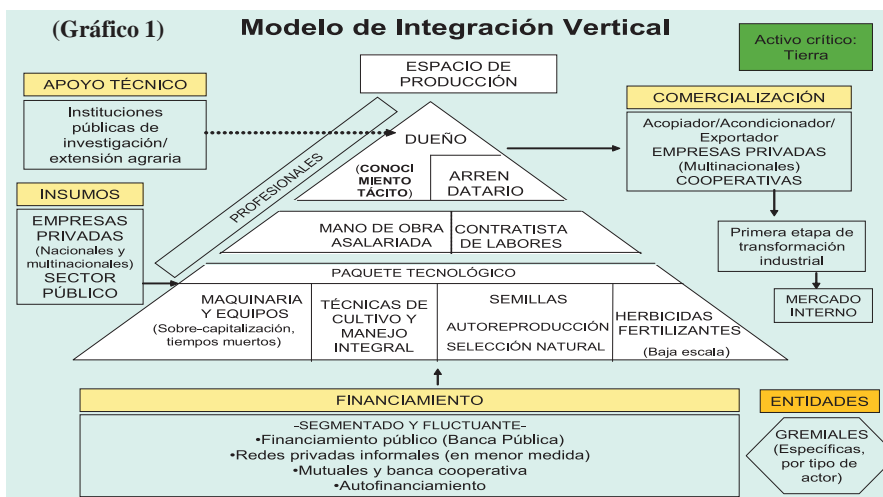 (Gráfico 1)
Modelo de Integración Vertical
Activo crítico:
Tierra
ESPACIO DE
PRODUCCIÓN
APOYO TÉCNICO
Instituciones
públicas de
investigación/
extensión agraria
INSUMOS
EMPRESAS
PRIVADAS
(Nacionales y
multinacionales)
SECTOR
PÚBLICO
PROFESIONALES
DUEÑO
(CONOCI
MIENTO
TÁCITO)
ARREN
DATARIO
MANO DE OBRA
ASALARIADA
CONTRATISTA
DE LABORES
PAQUETE TECNOLÓGICO
MAQUINARIA
Y EQUIPOS
(Sobre-capitalización,
tiempos muertos)
TÉCNICAS DE
CULTIVO Y
MANEJO
INTEGRAL
SEMILLAS
AUTOREPRODUCCIÓN
SELECCIÓN NATURAL
HERBICIDAS
FERTILIZANTES
(Baja escala)
COMERCIALIZACIÓN
Acopiador/Acondicionador/
Exportador
EMPRESAS PRIVADAS
(Multinacionales)
COOPERATIVAS
Primera etapa de
transformación
industrial
MERCADO
INTERNO
FINANCIAMIENTO
-SEGMENTADO Y FLUCTUANTE-
•Financiamiento público (Banca Pública)
•Redes privadas informales (en menor medida)
•Mutuales y banca cooperativa
•Autofinanciamiento
ENTIDADES
GREMIALES
(Específicas,
por tipo de
actor)